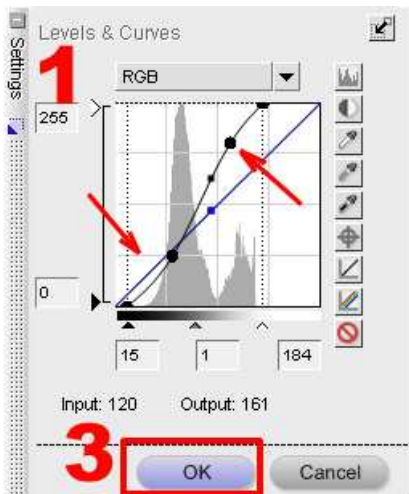 Levels & Curves
Settings
1
RGB
255
0
15
1
184
Input: 120
Output: 161
3
OK
Cancel